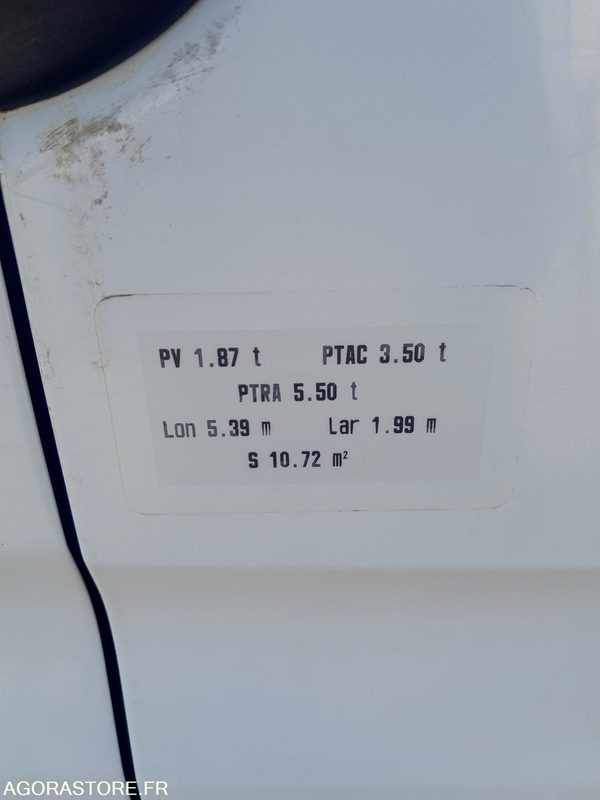 PV 1.87 t PTAC 3.50 t
PTRA 5.50 t
Lon 5.39 m Lar 1.99 m
S 10.72 m²
AGORASTORE.FR